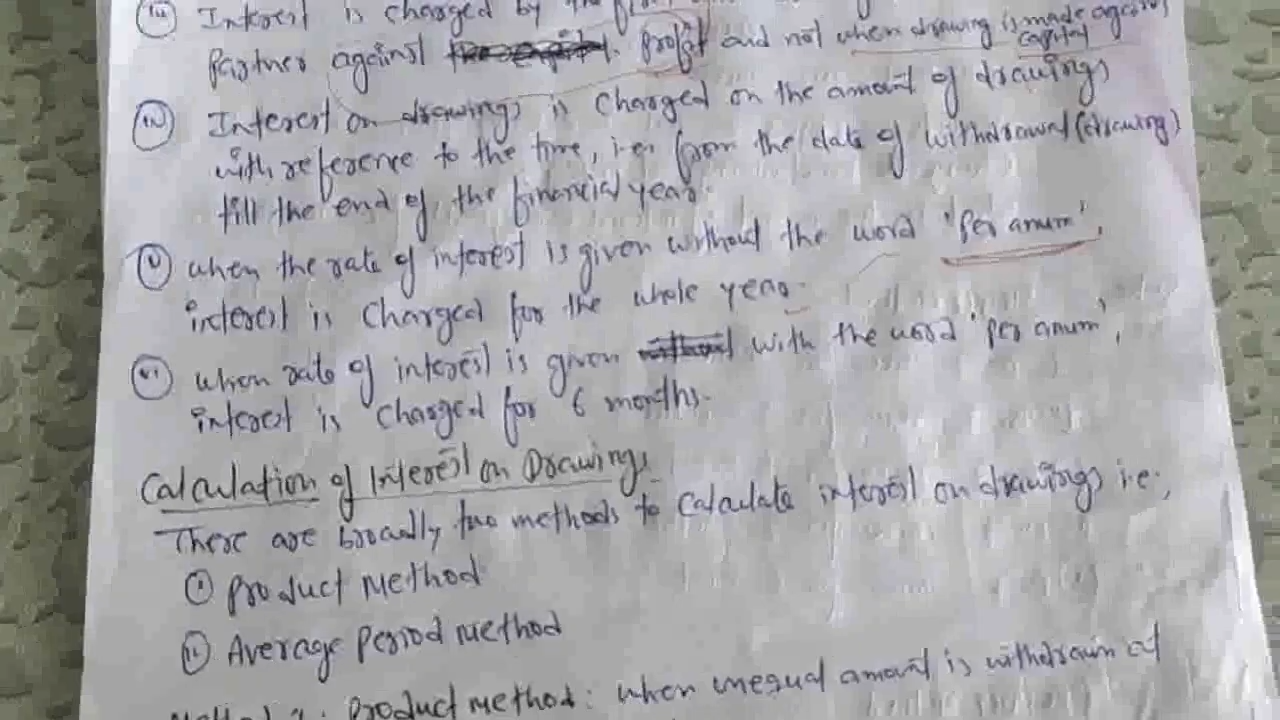 (iii) Interest is charged by the
Partner against profit and not when drawing is made against
capital
(iv) Interest on drawings is charged on the amount of drawings
with reference to the time, i.e. from the date of withdrawal (drawing)
till the end of the financial year.
(v) when the rate of interest is given without the word 'Per anum',
interest is charged for the whole year.
(vi) when rate of interest is given with the word 'per anum',
interest is charged for 6 months.
Calculation of Interest on Drawings
There are broadly two methods to calculate interest on drawings i.e.,
(i) Product Method
(ii) Average Period Method
Product method: when unequal amount is withdrawn at